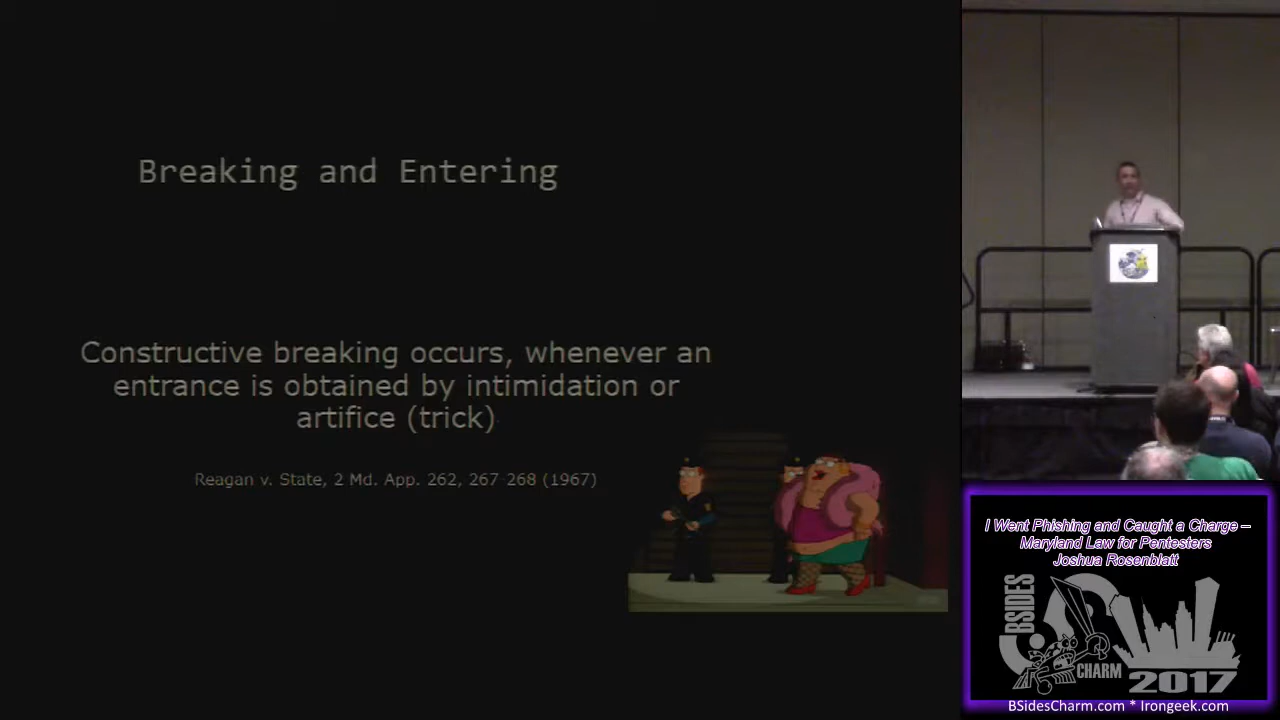 Breaking and Entering
Constructive breaking occurs, whenever an
entrance is obtained by intimidation or
artifice (trick)
Reagan v. State, 2 Md. App. 262, 267-268 (1967)
I Went Phishing and Caught a Charge –
Maryland Law for Pentesters
Joshua Rosenblatt
BSIDES
CHARM
2017
BSidesCharm.com * Irongeek.com